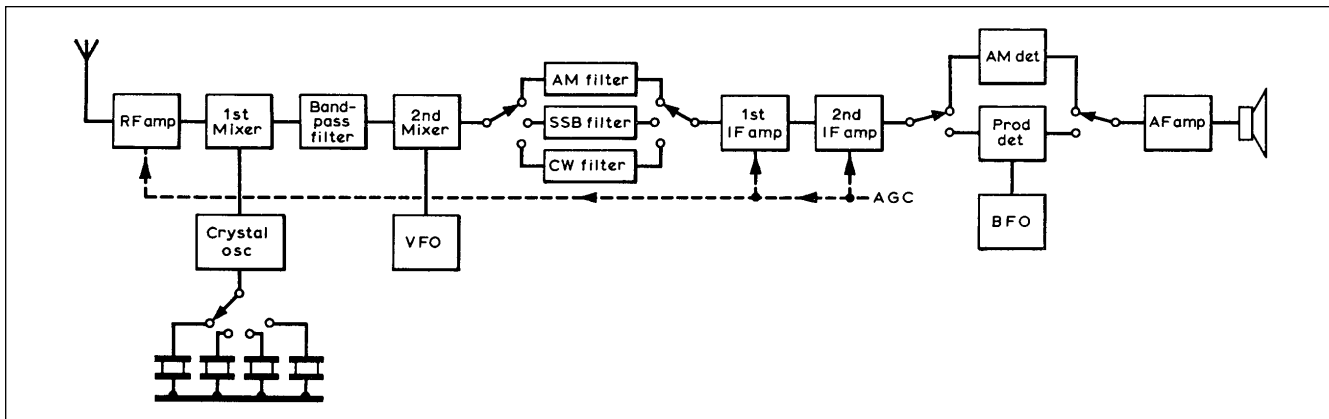 RF amp
1st
Mixer
Band-
pass
filter
2nd
Mixer
AM filter
SSB filter
CW filter
1st
IF amp
2nd
IF amp
AM det
Prod
det
AF amp
AGC
Crystal
osc
VFO
BFO